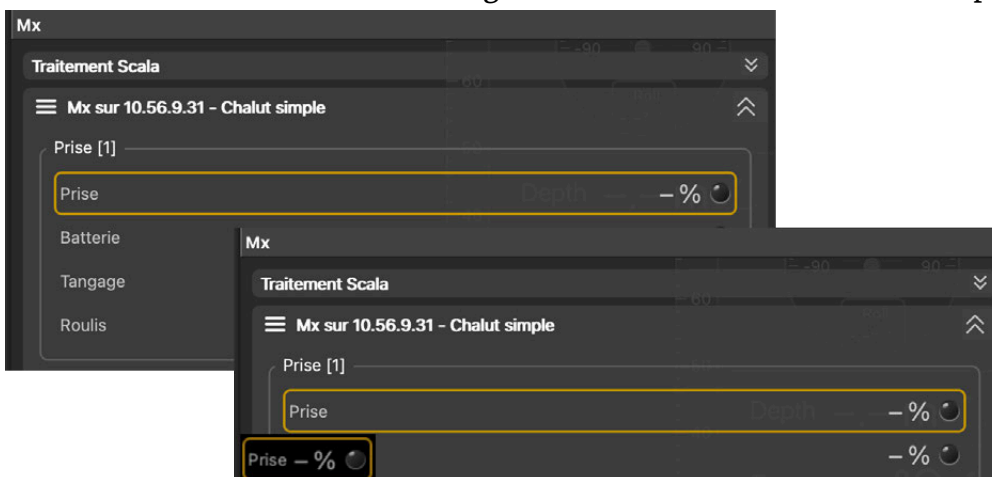 Mx
Traitement Scala
Mx sur 10.56.9.31 - Chalut simple
Prise [1]
Prise – %
Batterie
Tangage
Roulis
Mx
Traitement Scala
Mx sur 10.56.9.31 - Chalut simple
Prise [1]
Prise – %
– %
Prise – %